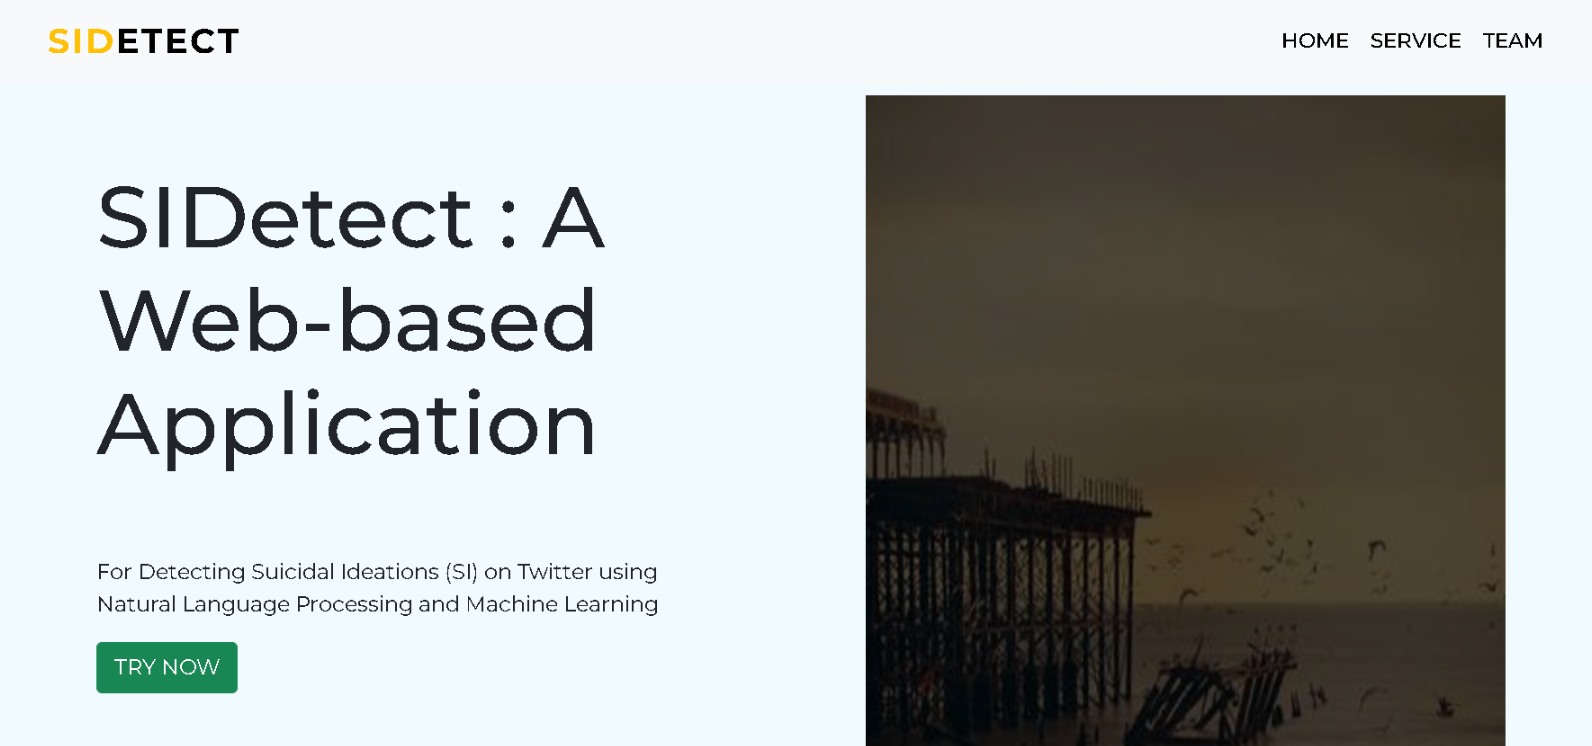 SIDETECT
HOME SERVICE TEAM
SIDetect : A
Web-based
Application
For Detecting Suicidal Ideations (SI) on Twitter using
Natural Language Processing and Machine Learning
TRY NOW